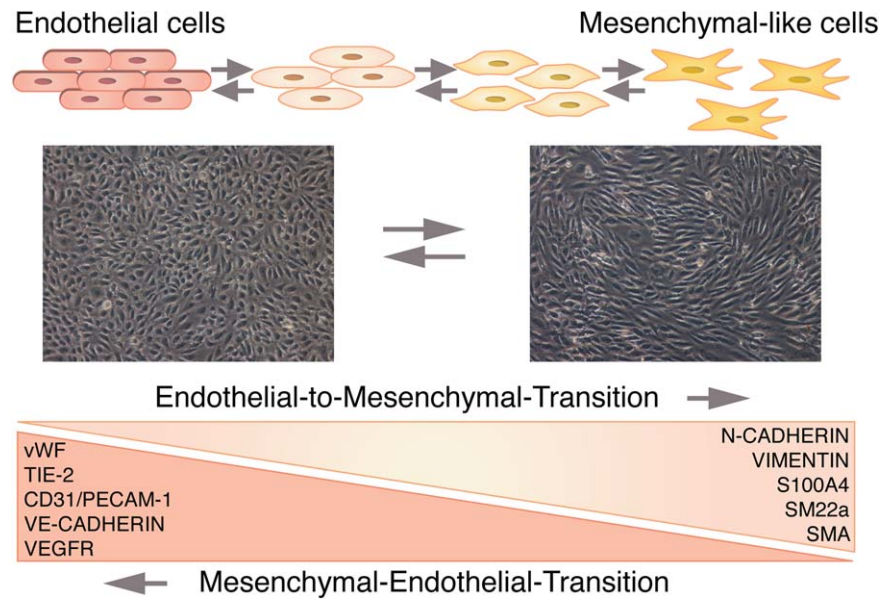 Endothelial cells
Mesenchymal-like cells
Endothelial-to-Mesenchymal-Transition
vWF
TIE-2
CD31/PECAM-1
VE-CADHERIN
VEGFR
N-CADHERIN
VIMENTIN
S100A4
SM22a
SMA
Mesenchymal-Endothelial-Transition